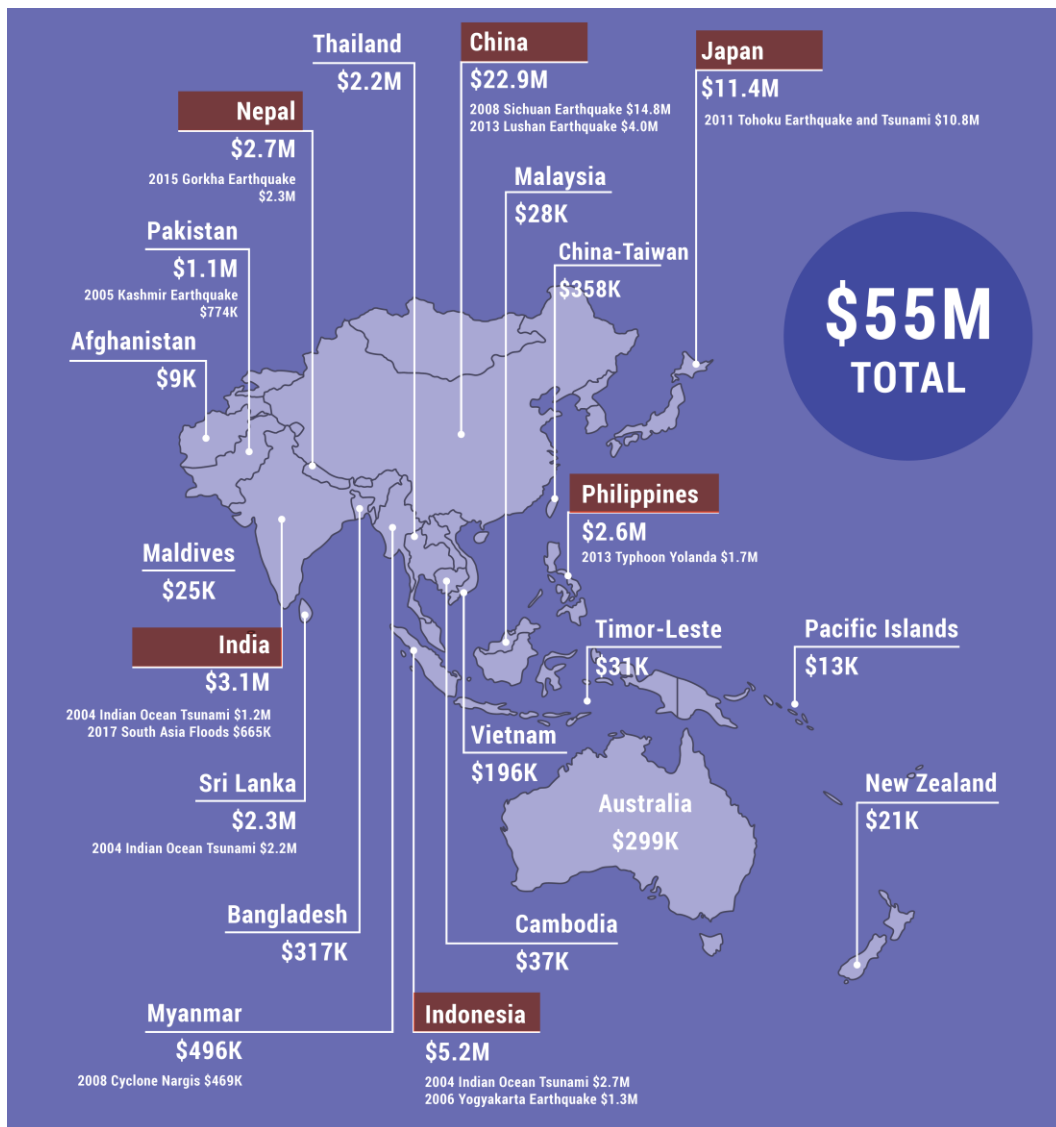 Thailand
$2.2M
China
$22.9M
2008 Sichuan Earthquake $14.8M
2013 Lushan Earthquake $4.0M
Japan
$11.4M
2011 Tohoku Earthquake and Tsunami $10.8M
Nepal
$2.7M
2015 Gorkha Earthquake
$2.3M
Malaysia
$28K
Pakistan
$1.1M
2005 Kashmir Earthquake
$774K
China-Taiwan
$358K
$55M
TOTAL
Afghanistan
$9K
Philippines
$2.6M
2013 Typhoon Yolanda $1.7M
Maldives
$25K
India
$3.1M
2004 Indian Ocean Tsunami $1.2M
2017 South Asia Floods $665K
Timor-Leste
$31K
Pacific Islands
$13K
Vietnam
$196K
Sri Lanka
$2.3M
2004 Indian Ocean Tsunami $2.2M
Australia
$299K
New Zealand
$21K
Bangladesh
$317K
Cambodia
$37K
Myanmar
$496K
2008 Cyclone Nargis $469K
Indonesia
$5.2M
2004 Indian Ocean Tsunami $2.7M
2006 Yogyakarta Earthquake $1.3M